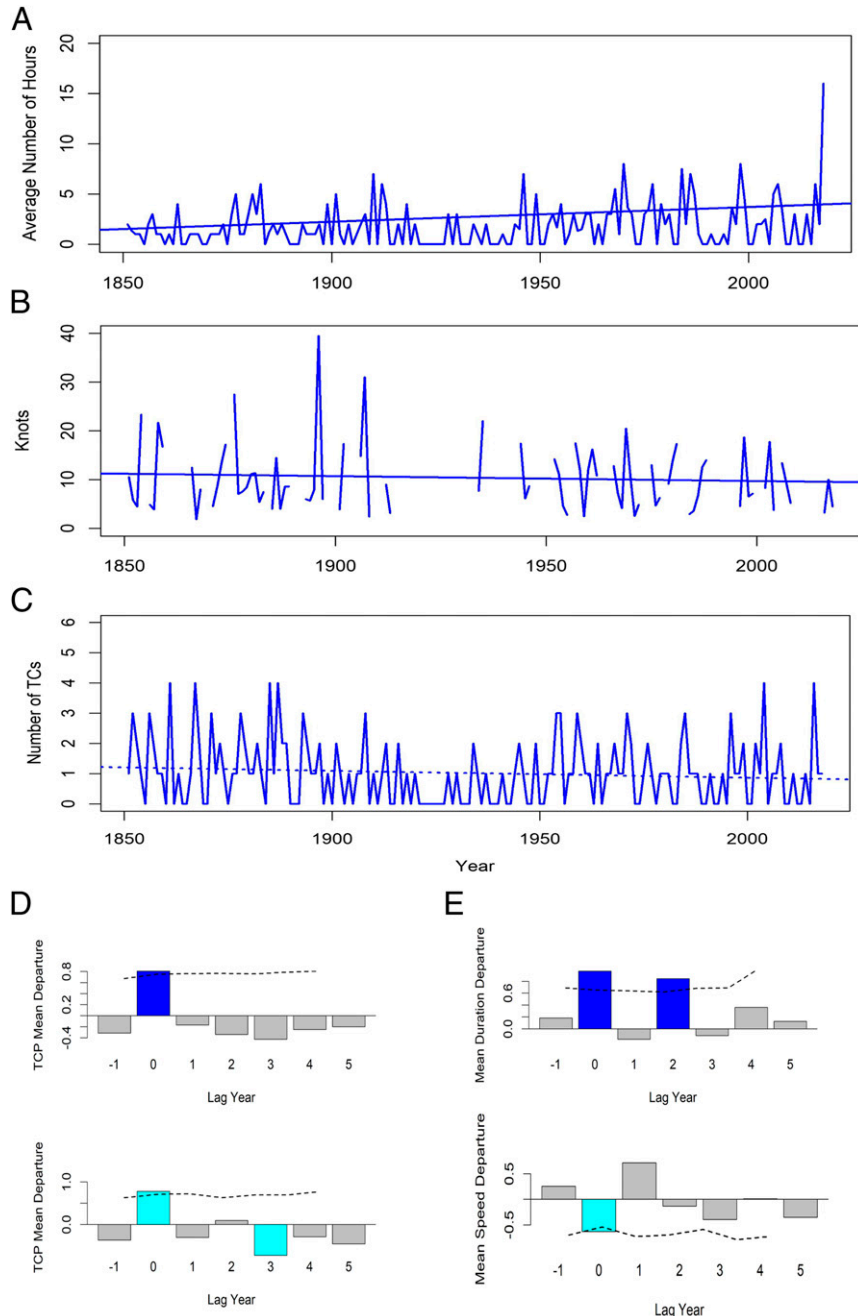 A
Average Number of Hours
20
15
10
5
0
1850 1900 1950 2000
B
Knots
40
30
20
10
0
1850 1900 1950 2000
C
Number of TCs
6
5
4
3
2
1
0
1850 1900 1950 2000
Year
D
TCP Mean Departure
0.8
0.2
-0.4
-1 0 1 2 3 4 5
Lag Year
TCP Mean Departure
1.0
0.0
-1 0 1 2 3 4 5
Lag Year
E
Mean Duration Departure
0.6
0.0
-1 0 1 2 3 4 5
Lag Year
Mean Speed Departure
0.5
-0.5
-1 0 1 2 3 4 5
Lag Year